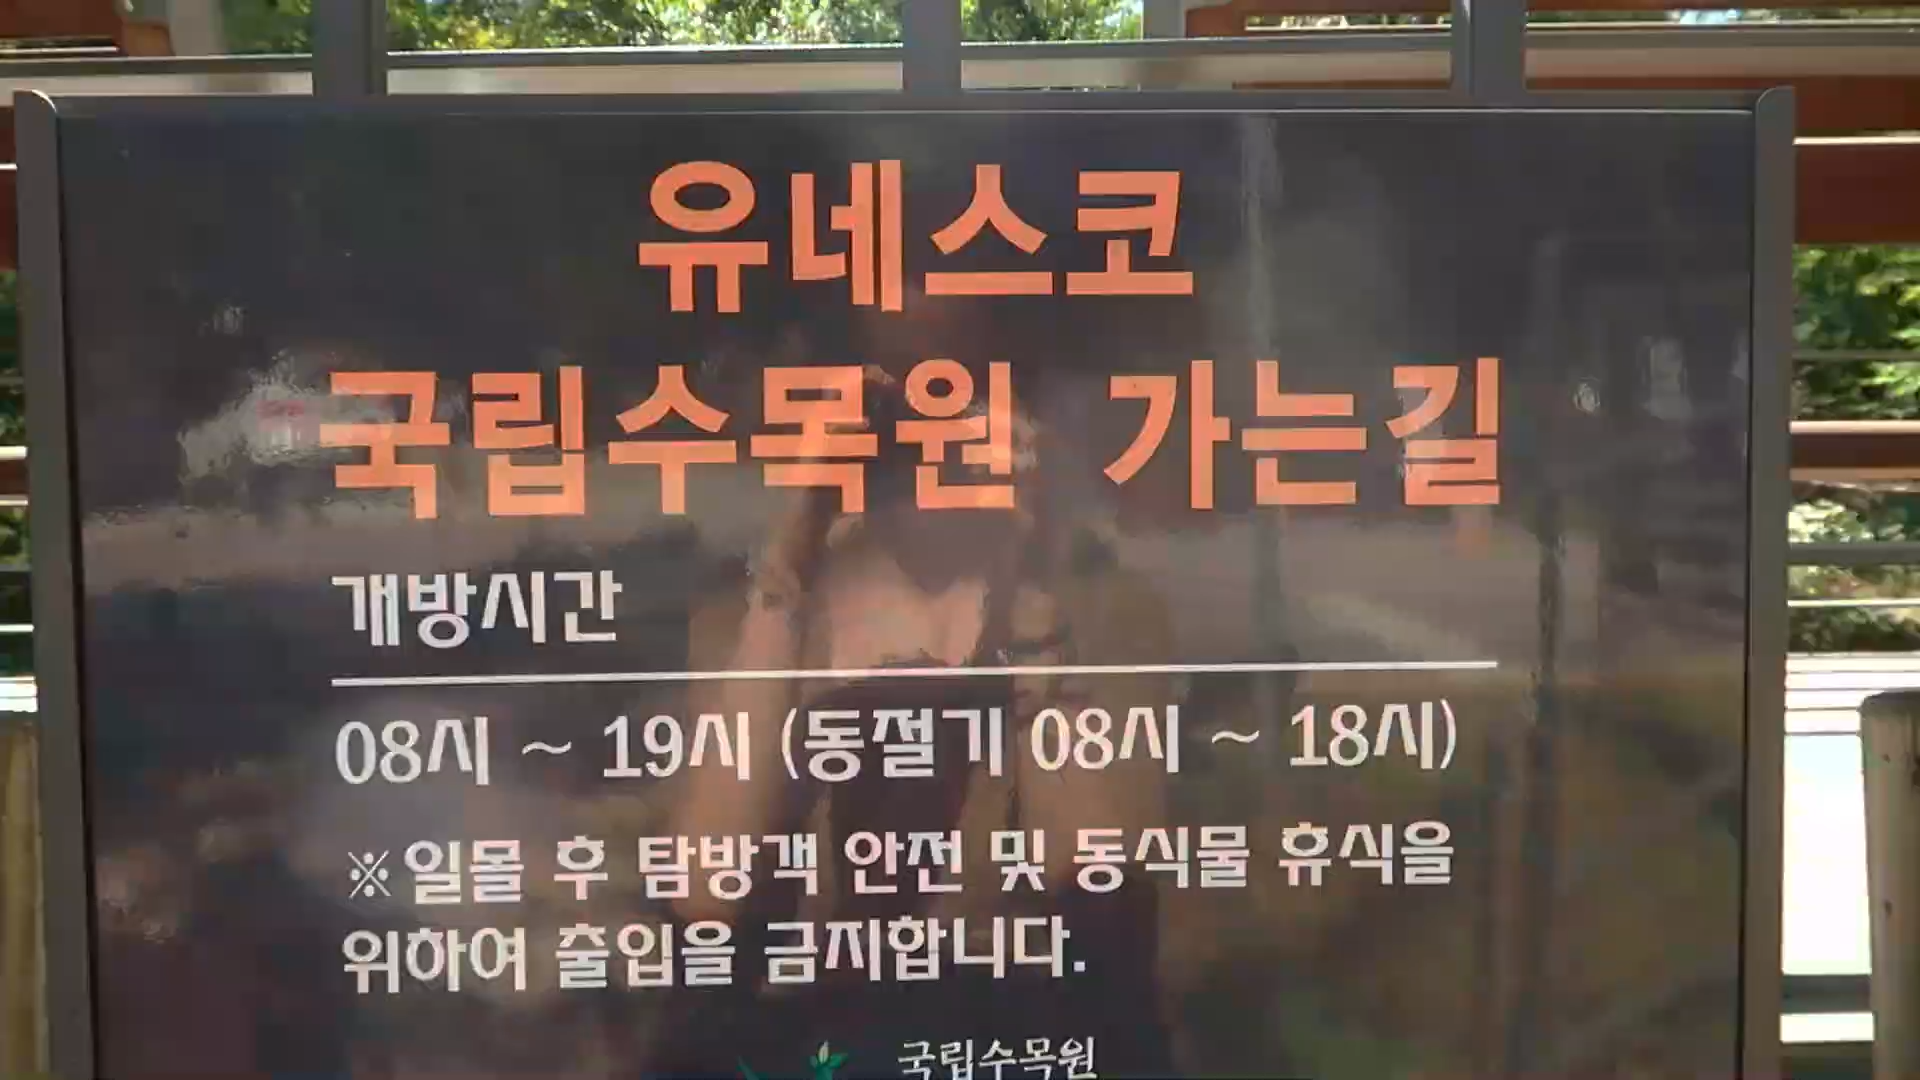 유네스코
국립수목원 가는길
개방시간
08시 ~ 19시 (동절기 08시 ~ 18시)
※일몰 후 탐방객 안전 및 동식물 휴식을
위하여 출입을 금지합니다.
국립수목원